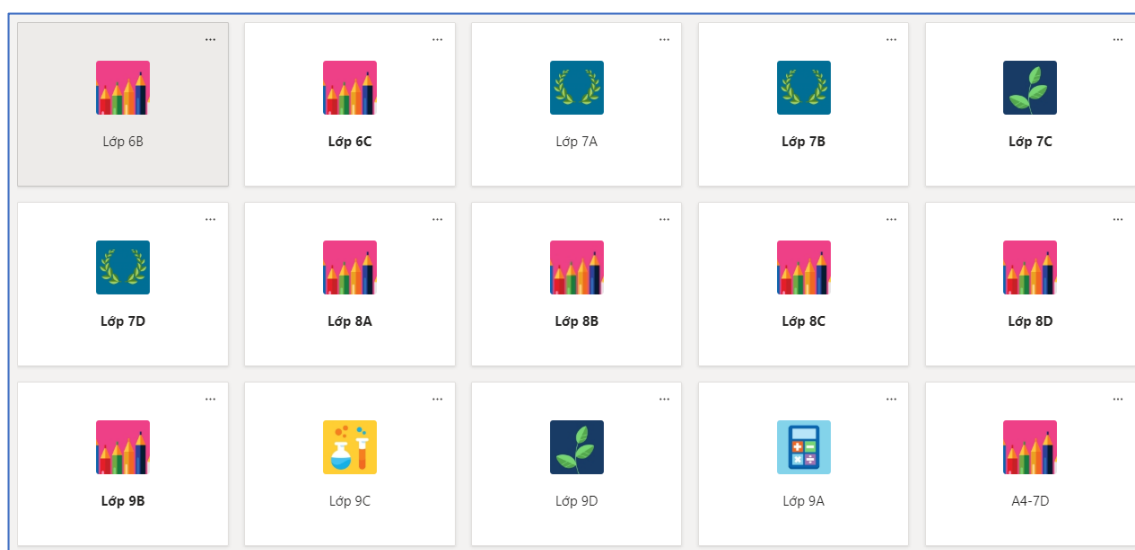 Lớp 6B
Lớp 6C
Lớp 7A
Lớp 7B
Lớp 7C
Lớp 7D
Lớp 8A
Lớp 8B
Lớp 8C
Lớp 8D
Lớp 9B
Lớp 9C
Lớp 9D
Lớp 9A
A4-7D